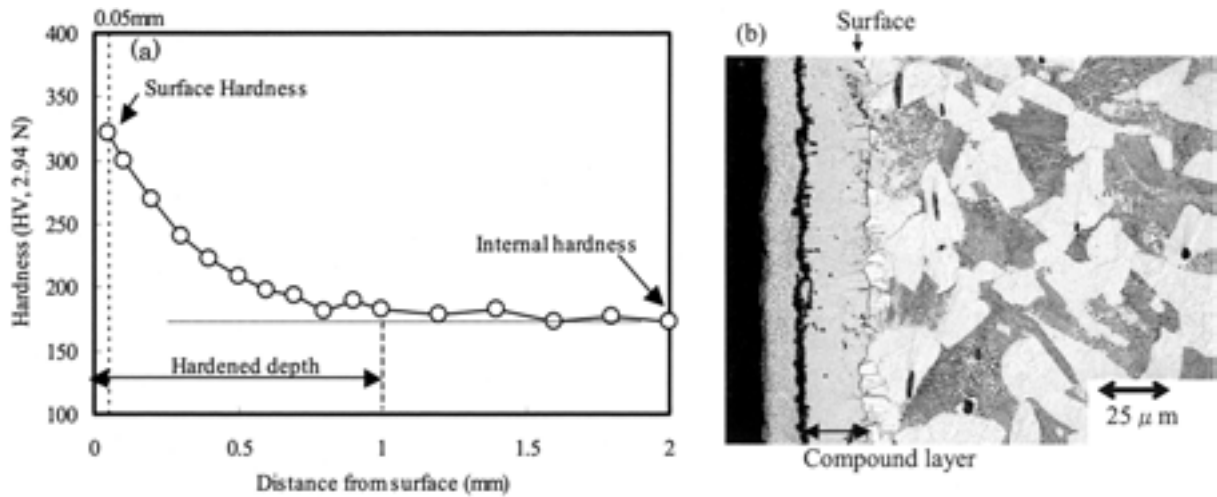 0.05mm
400
(a)
Surface Hardness
350
300
250
Internal hardness
200
150
Hardened depth
100
0
0.5
1
1.5
2
Hardness (HV, 2.94 N)
Distance from surface (mm)
(b)
Surface
25 μ m
Compound layer